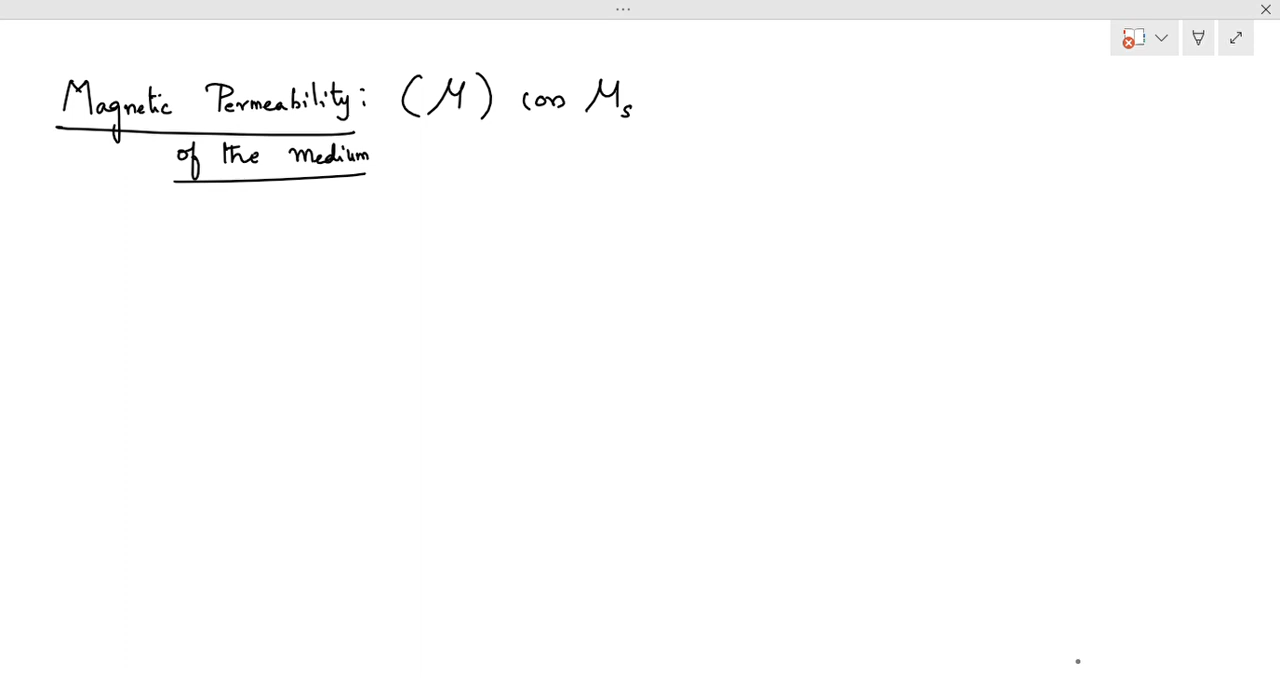 Magnetic Permeability: (μ) (or) μs
of the medium